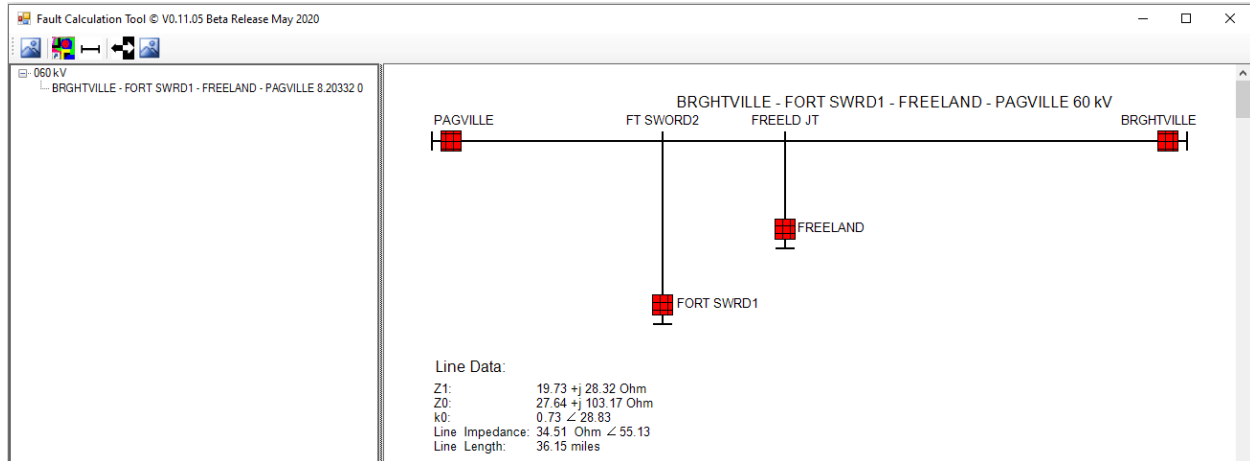 Fault Calculation Tool © V0.11.05 Beta Release May 2020
060 kV
BRGHTVILLE - FORT SWRD1 - FREELAND - PAGVILLE 8.20332 0
BRGHTVILLE - FORT SWRD1 - FREELAND - PAGVILLE 60 kV
PAGVILLE FT SWORD2 FREELD JT BRGHTVILLE
FREELAND
FORT SWRD1
Line Data:
Z1: 19.73 +j 28.32 Ohm
Z0: 27.64 +j 103.17 Ohm
k0: 0.73 ∠ 28.83
Line Impedance: 34.51 Ohm ∠ 55.13
Line Length: 36.15 miles